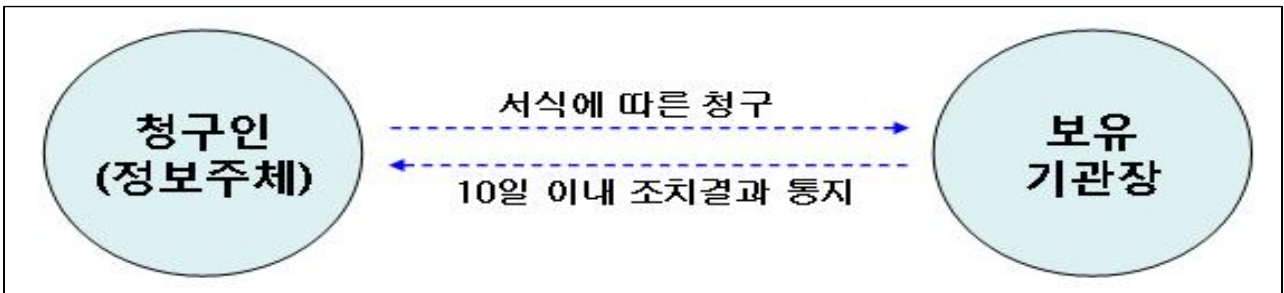 청구인
(정보주체)
서식에 따른 청구
10일 이내 조치결과 통지
보유
기관장